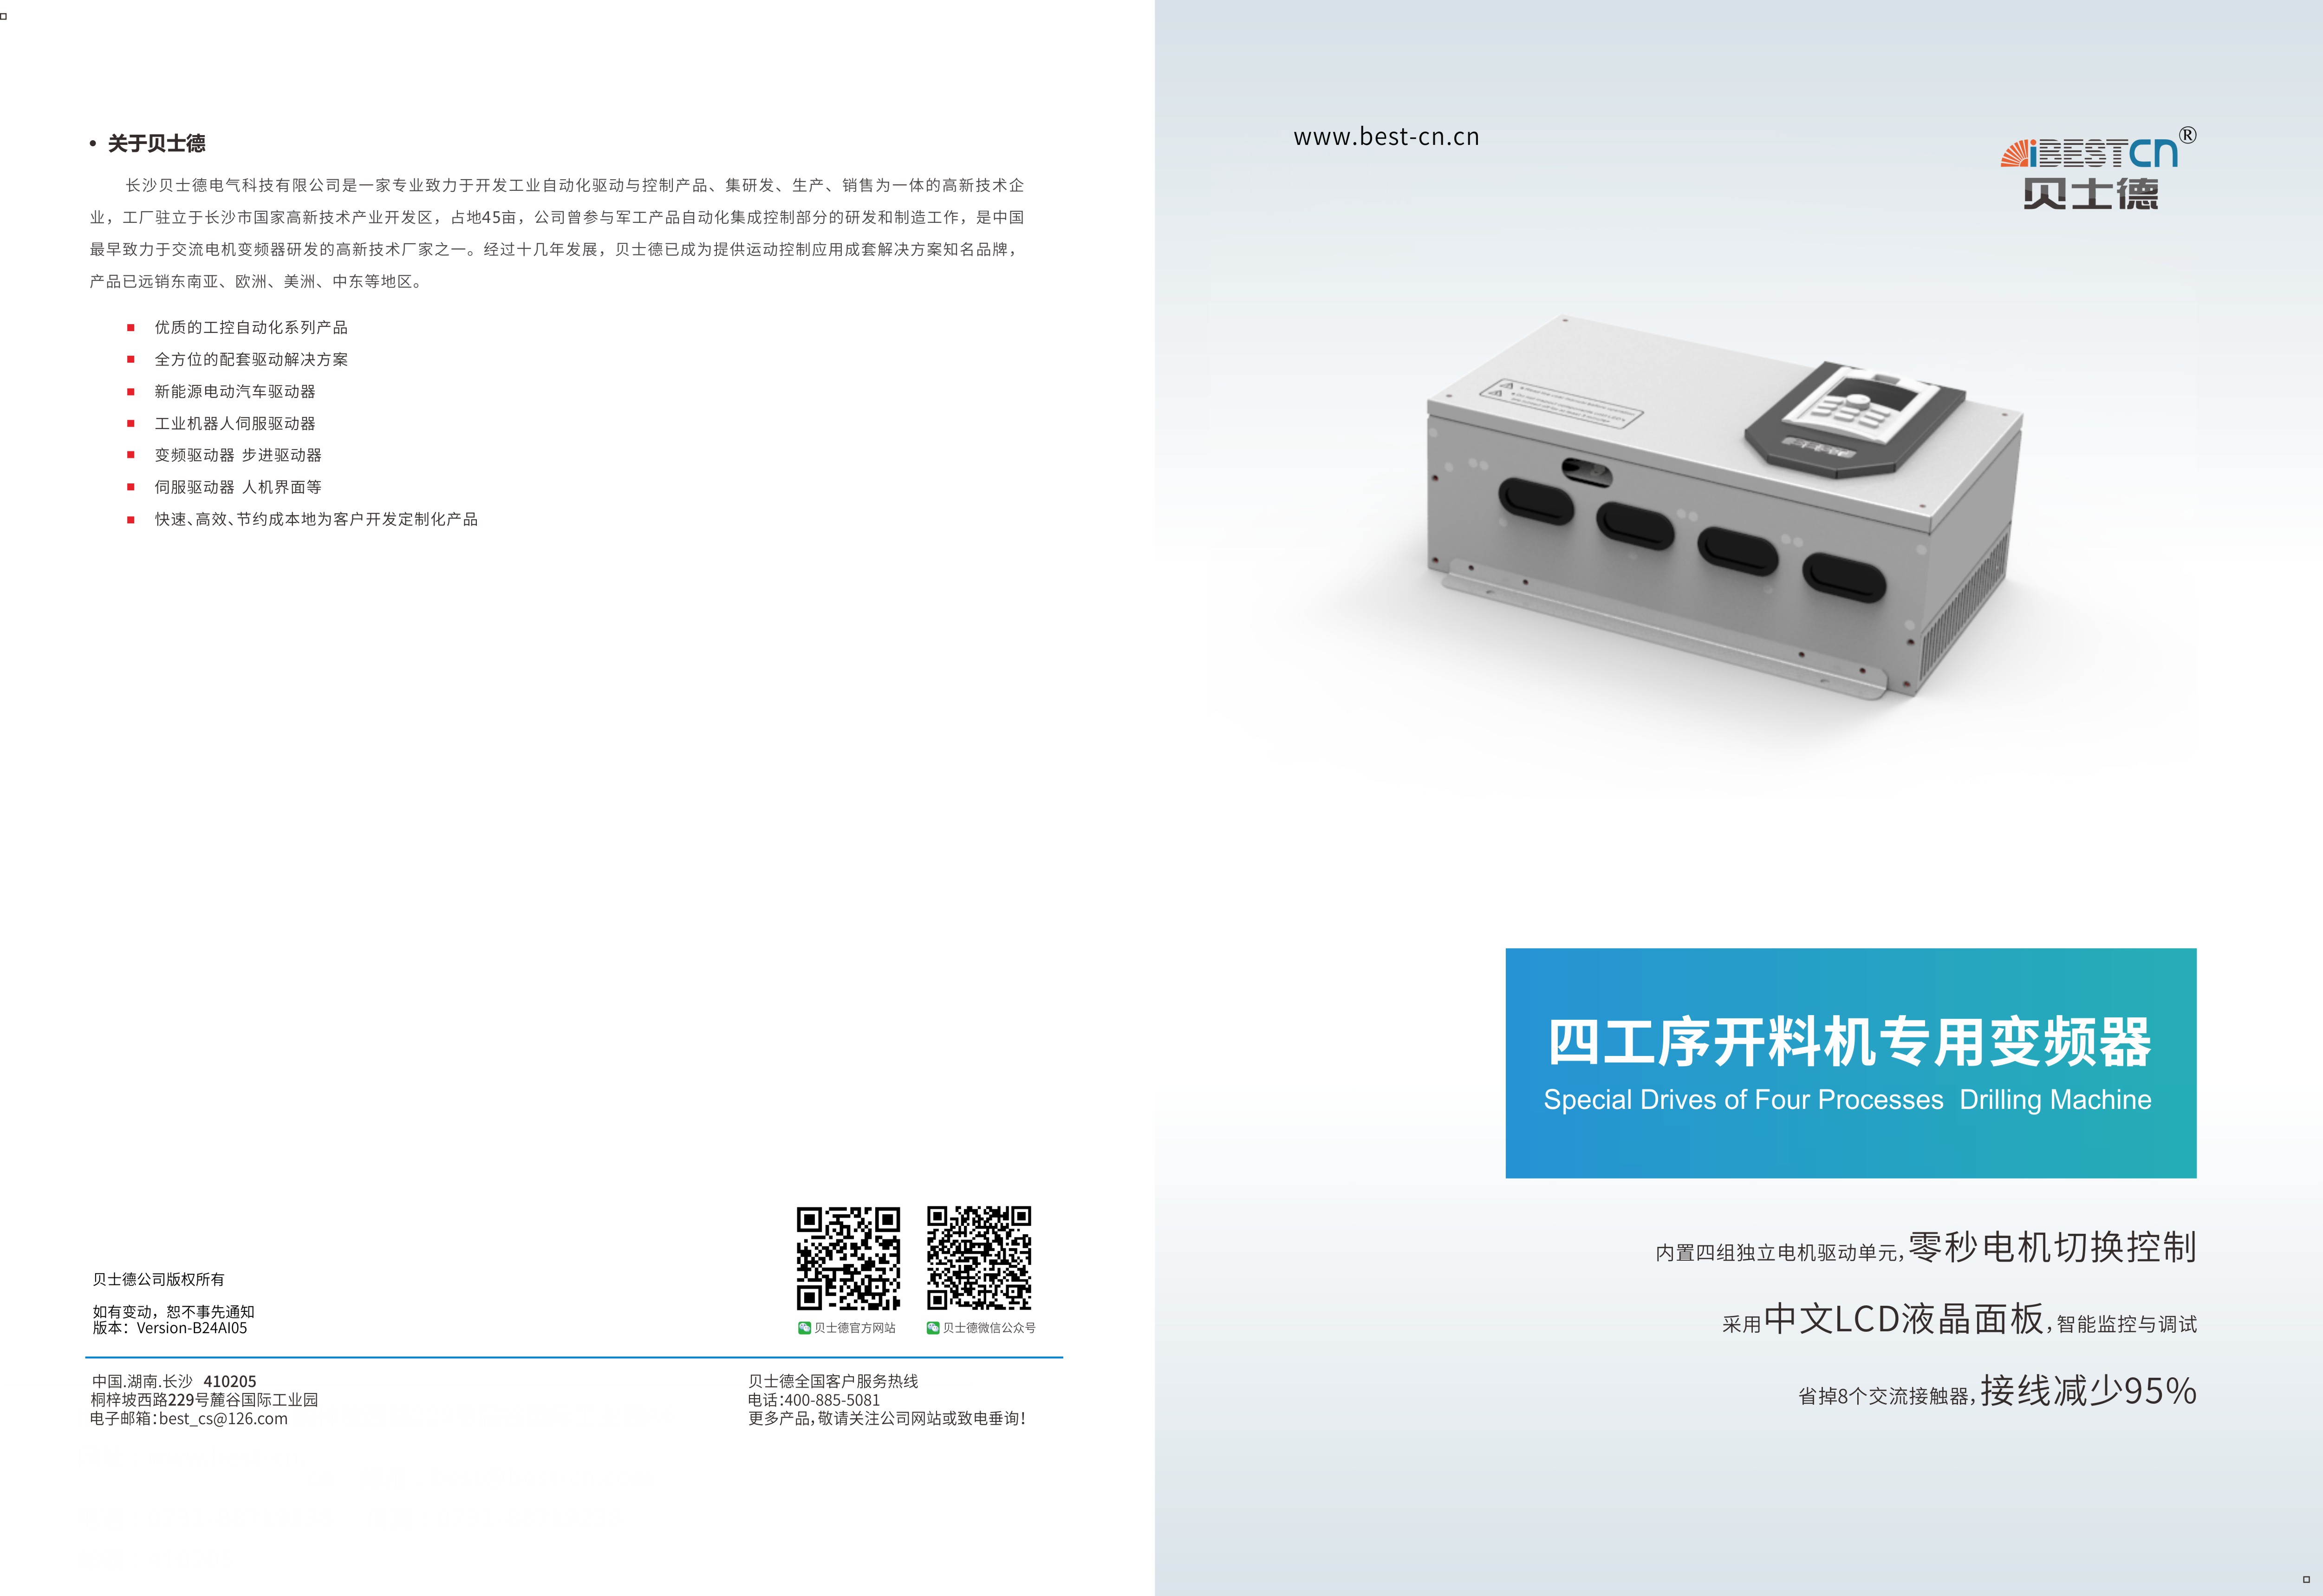 • 关于贝士德
长沙贝士德电气科技有限公司是一家专业致力于开发工业自动化驱动与控制产品、集研发、生产、销售为一体的高新技术企
业，工厂驻立于长沙市国家高新技术产业开发区，占地45亩，公司曾参与军工产品自动化集成控制部分的研发和制造工作，是中国
最早致力于交流电机变频器研发的高新技术厂家之一。经过十几年发展，贝士德已成为提供运动控制应用成套解决方案知名品牌，
产品已远销东南亚、欧洲、美洲、中东等地区。
优质的工控自动化系列产品
全方位的配套驱动解决方案
新能源电动汽车驱动器
工业机器人伺服驱动器
变频驱动器 步进驱动器
伺服驱动器 人机界面等
快速、高效、节约成本地为客户开发定制化产品
贝士德公司版权所有
如有变动，恕不事先通知
版本：Version-B24AI05
贝士德官方网站
贝士德微信公众号
中国.湖南.长沙 410205
桐梓坡西路229号麓谷国际工业园
电子邮箱：best_cs@126.com
贝士德全国客户服务热线
电话：400-885-5081
更多产品，敬请关注公司网站或致电垂询！
www.best-cn.cn
iBESTCn®
贝士德
四工序开料机专用变频器
Special Drives of Four Processes  Drilling Machine
内置四组独立电机驱动单元，零秒电机切换控制
采用中文LCD液晶面板，智能监控与调试
省掉8个交流接触器，接线减少95%